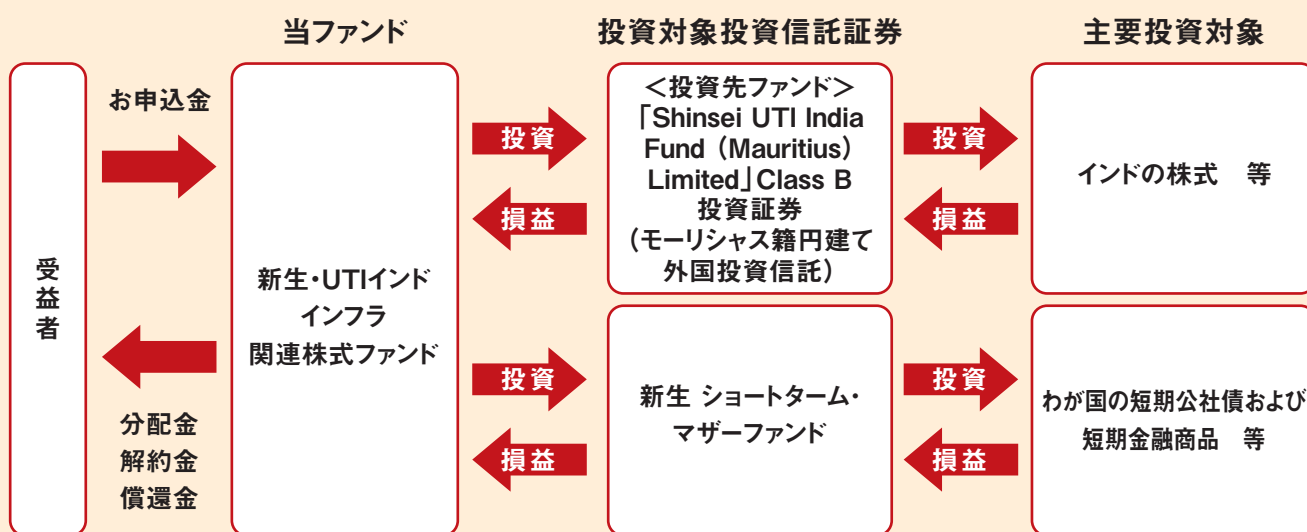 当ファンド
投資対象投資信託証券
主要投資対象
受益者
お申込金
分配金
解約金
償還金
新生・UTIインド
インフラ
関連株式ファンド
投資
損益
<投資先ファンド>
「Shinsei UTI India
Fund (Mauritius)
Limited」Class B
投資証券
(モーリシャス籍円建て
外国投資信託)
投資
損益
インドの株式 等
投資
損益
新生 ショートターム・
マザーファンド
投資
損益
わが国の短期公社債および
短期金融商品 等